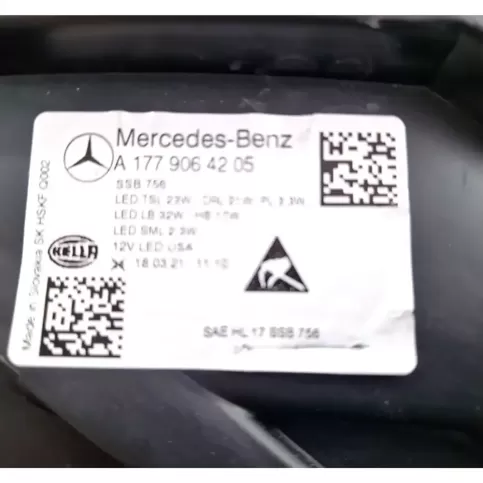 Mercedes-Benz
A 177 906 42 05
SSB 756
LED TSL 23W DRL PL 2.3W
LED LB 32W HB 17W
LED SML 2.3W
12V LED USA
18.03.21 11:10
HELLA
Made in Slovakia SK HSKF Q002
SAE HL 17 SSB 756